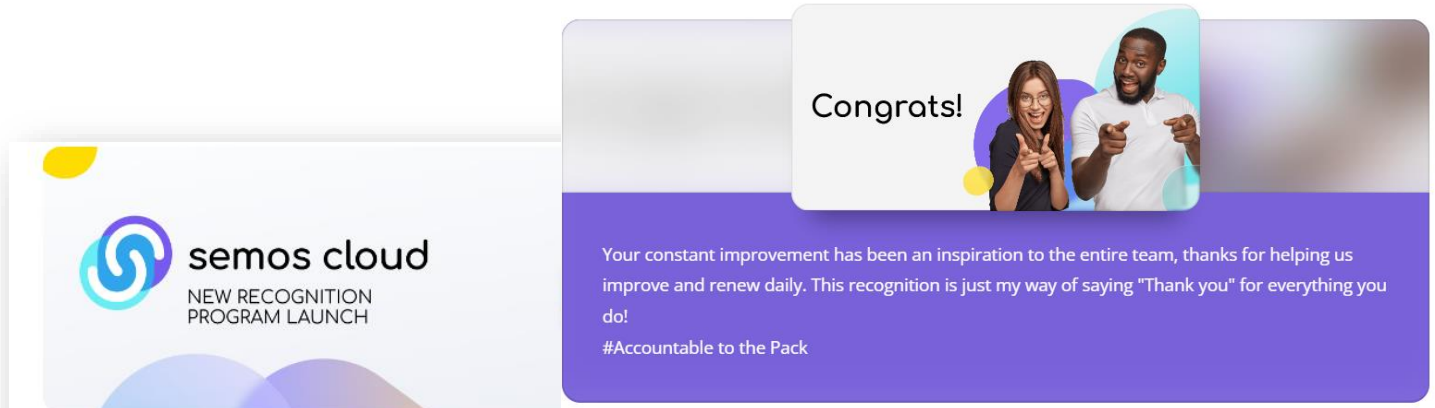 semos cloud
NEW RECOGNITION
PROGRAM LAUNCH
Congrats!
Your constant improvement has been an inspiration to the entire team, thanks for helping us
improve and renew daily. This recognition is just my way of saying "Thank you" for everything you
do!
#Accountable to the Pack